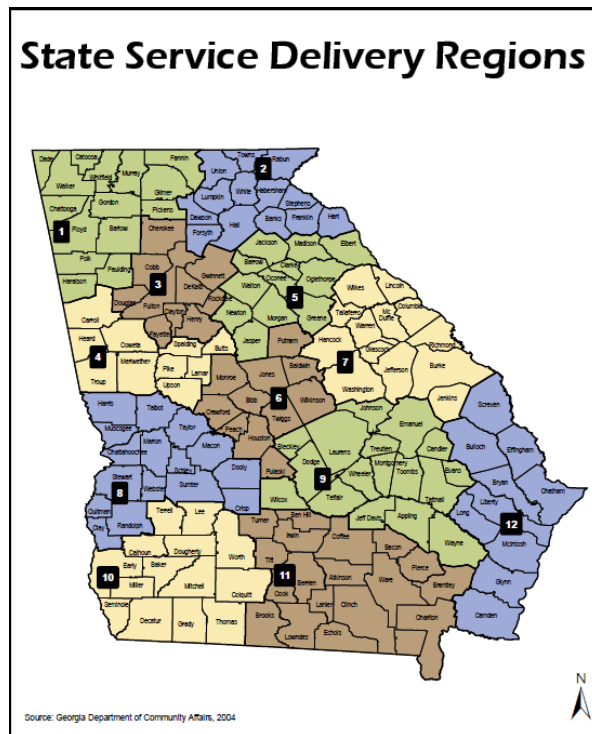 State Service Delivery Regions
Dade
Catoosa
Fannin
Towns
Rabun
2
Whitfield
Murray
Union
Walker
Gilmer
Lumpkin
White
Habersham
Stephens
Chattooga
Gordon
Pickens
Dawson
Banks
Franklin
Hart
1
Floyd
Bartow
Cherokee
Forsyth
Hall
Jackson
Madison
Elbert
Polk
Cobb
Gwinnett
Barrow
Clarke
Paulding
3
Oconee
Oglethorpe
Haralson
DeKalb
Walton
Wilkes
Lincoln
Douglas
Fulton
Rockdale
5
Carroll
Clayton
Newton
Morgan
Greene
Taliaferro
Columbia
Mc
Duffie
Henry
Warren
Heard
Fayette
4
Coweta
Spalding
Butts
Jasper
Putnam
Hancock
Glascock
Richmond
Troup
Meriwether
Pike
Lamar
7
Upson
Monroe
Jones
Baldwin
Jefferson
Burke
Washington
Harris
Talbot
Bibb
6
Wilkinson
Jenkins
Crawford
Twiggs
Johnson
Screven
Muscogee
Taylor
Peach
Houston
Emanuel
Marion
Macon
Bleckley
Laurens
Bulloch
Chattahoochee
Treutlen
Candler
Effingham
Schley
Dooly
Pulaski
Dodge
Montgomery
Stewart
Webster
Sumter
Wheeler
Toombs
Evans
8
9
Bryan
Chatham
Quitman
Crisp
Wilcox
Telfair
Tattnall
Liberty
Clay
Randolph
Terrell
Lee
Turner
Ben Hill
Jeff Davis
Appling
Long
12
Irwin
Coffee
Wayne
McIntosh
Calhoun
Dougherty
Worth
Tift
Bacon
Early
Baker
10
11
Pierce
Miller
Mitchell
Berrien
Atkinson
Ware
Brantley
Glynn
Colquitt
Cook
Seminole
Lanier
Clinch
Camden
Decatur
Grady
Thomas
Brooks
Charlton
Lowndes
Echols
N
Source: Georgia Department of Community Affairs, 2004